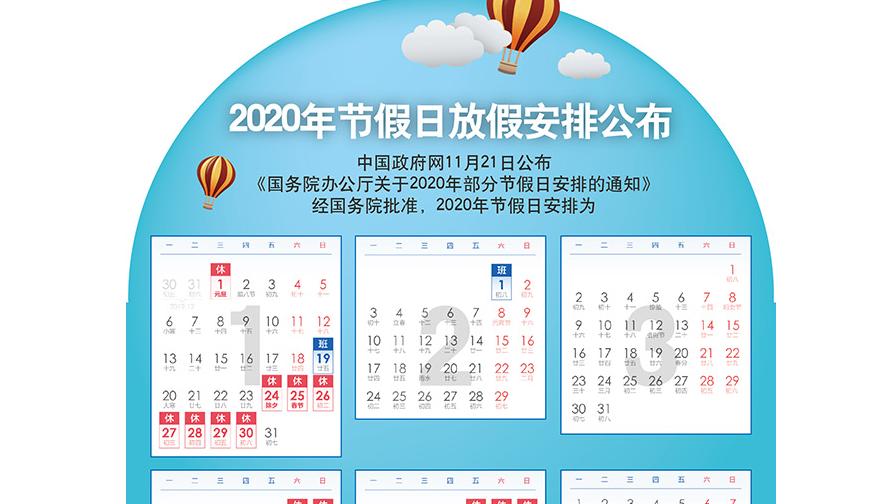 2020年节假日放假安排公布
中国政府网11月21日公布
《国务院办公厅关于2020年部分节假日安排的通知》
经国务院批准，2020年节假日安排为
一 二 三 四 五 六 日
休
30 31 1 2 3 4 5
元旦 腊八节 初九 初十 十一
6 7 8 9 10 11 12
小寒 十三 十四 十五 十六 十七 十八
班
13 14 15 16 17 18 19
十九 二十 廿一 廿二 廿三 廿四 廿五
休 休 休
20 21 22 23 24 25 26
大寒 廿七 廿八 廿九 除夕 春节 初二
休 休 休 休
27 28 29 30 31
初三 初四 初五 初六 初七
1
一 二 三 四 五 六 日
班
1 2
初八 初九
3 4 5 6 7 8 9
初十 立春 十二 十三 十四 元宵节 十六
10 11 12 13 14 15 16
十七 十八 十九 二十 廿一 廿二 廿三
17 18 19 20 21 22 23
廿四 廿五 雨水 廿七 廿八 廿九 二月
24 25 26 27 28 29
初二 初三 初四 初五 初六 初七
2
一 二 三 四 五 六 日
1
初八
2 3 4 5 6 7 8
初九 初十 十一 十二 惊蛰 十四 妇女节
9 10 11 12 13 14 15
十六 十七 十八 植树节 二十 廿一 廿二
16 17 18 19 20 21 22
廿三 廿四 廿五 廿六 春分 廿八 廿九
23 24 25 26 27 28 29
三十 三月 初二 初三 初四 初五 初六
30 31
初七 初八
3
一 二 三 四 五 六 日
休 休
一 二 三 四 五 六 日
休 休 休
一 二 三 四 五 六 日
1 2 3 4 5 6 7